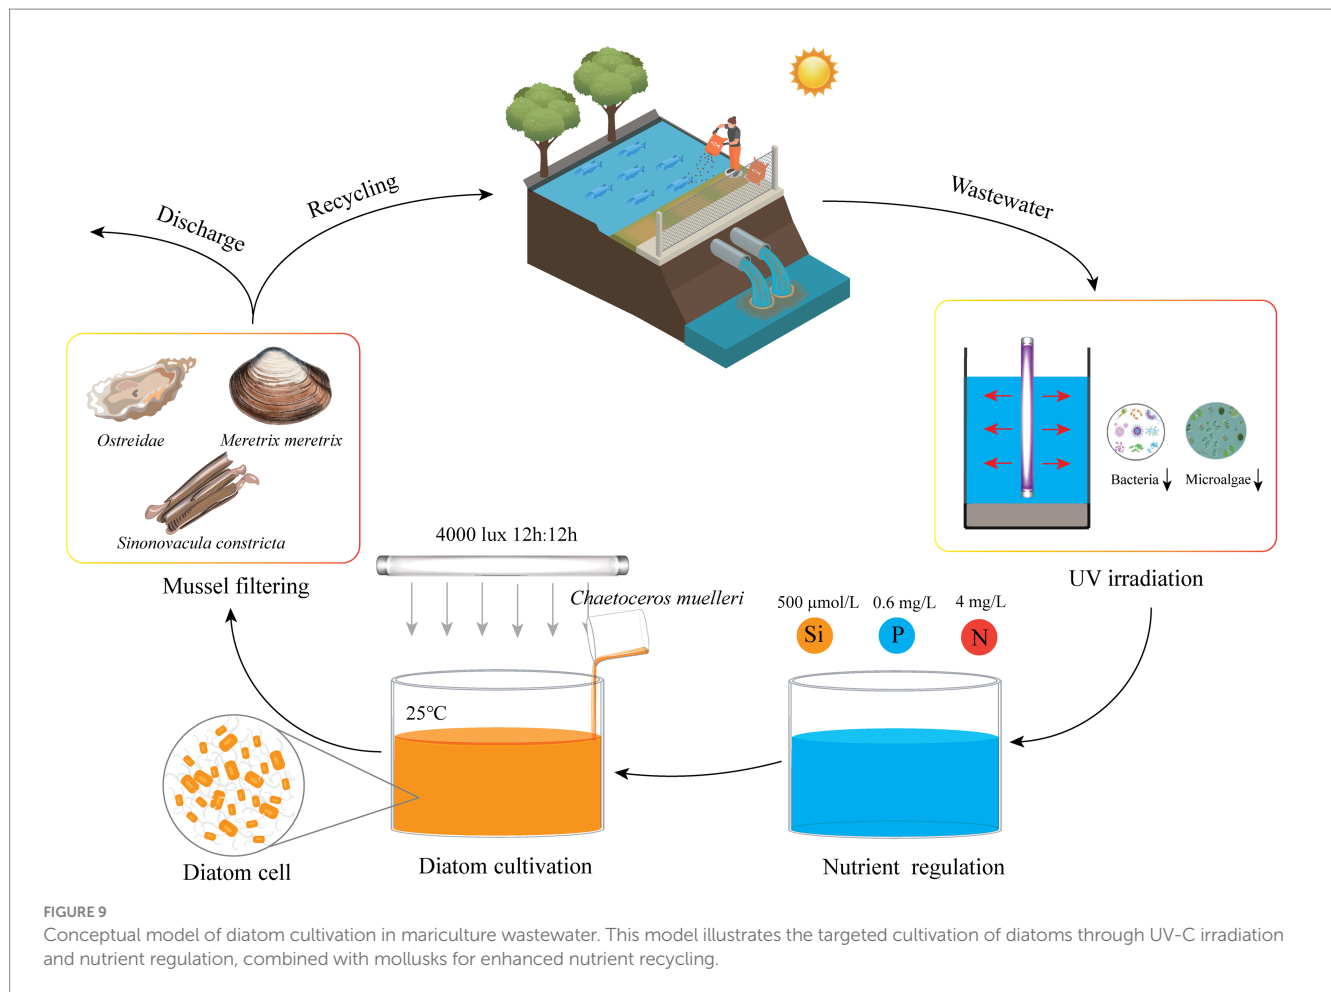 Wastewater
Recycling
Discharge
Ostreidae
Meretrix meretrix
Sinonovacula constricta
Mussel filtering
Bacteria
Microalgae
UV irradiation
4000 lux 12h:12h
Chaetoceros muelleri
500 μmol/L
0.6 mg/L
4 mg/L
Si
P
N
25℃
Diatom cell
Diatom cultivation
Nutrient regulation
FIGURE 9
Conceptual model of diatom cultivation in mariculture wastewater. This model illustrates the targeted cultivation of diatoms through UV-C irradiation
and nutrient regulation, combined with mollusks for enhanced nutrient recycling.